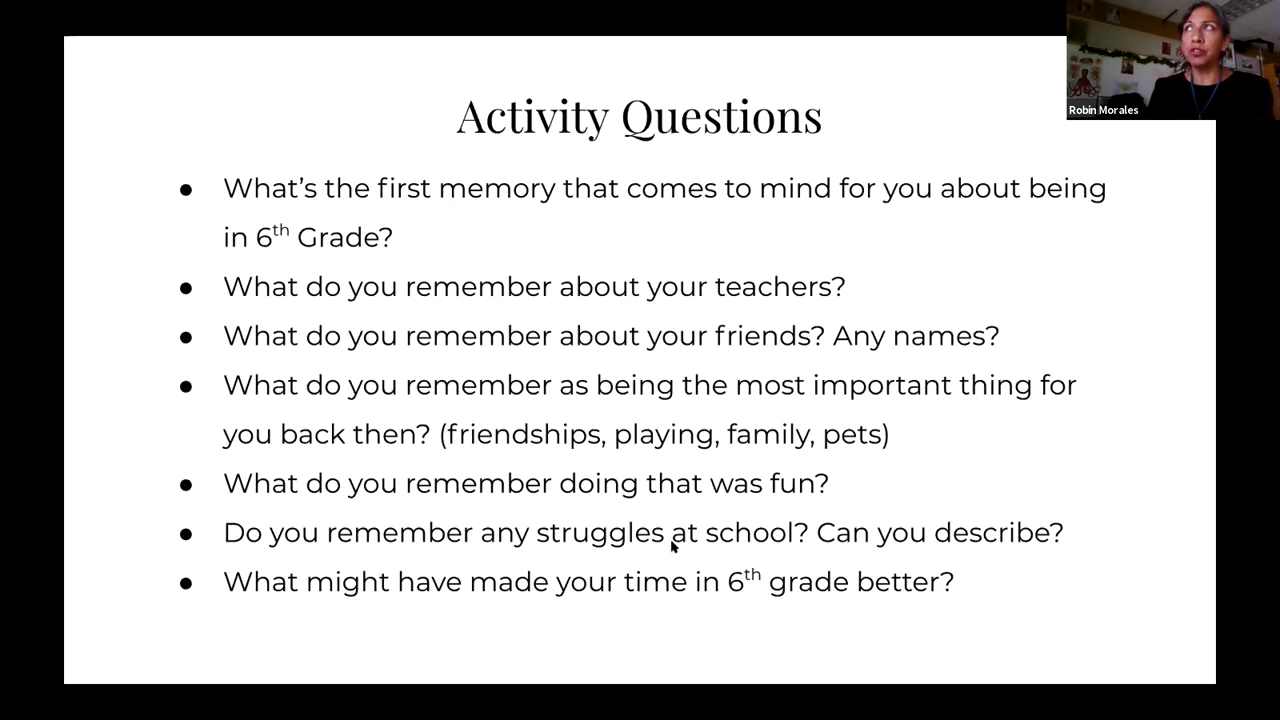 Robin Morales
Activity Questions
● What’s the first memory that comes to mind for you about being
in 6th Grade?
● What do you remember about your teachers?
● What do you remember about your friends? Any names?
● What do you remember as being the most important thing for
you back then? (friendships, playing, family, pets)
● What do you remember doing that was fun?
● Do you remember any struggles at school? Can you describe?
● What might have made your time in 6th grade better?